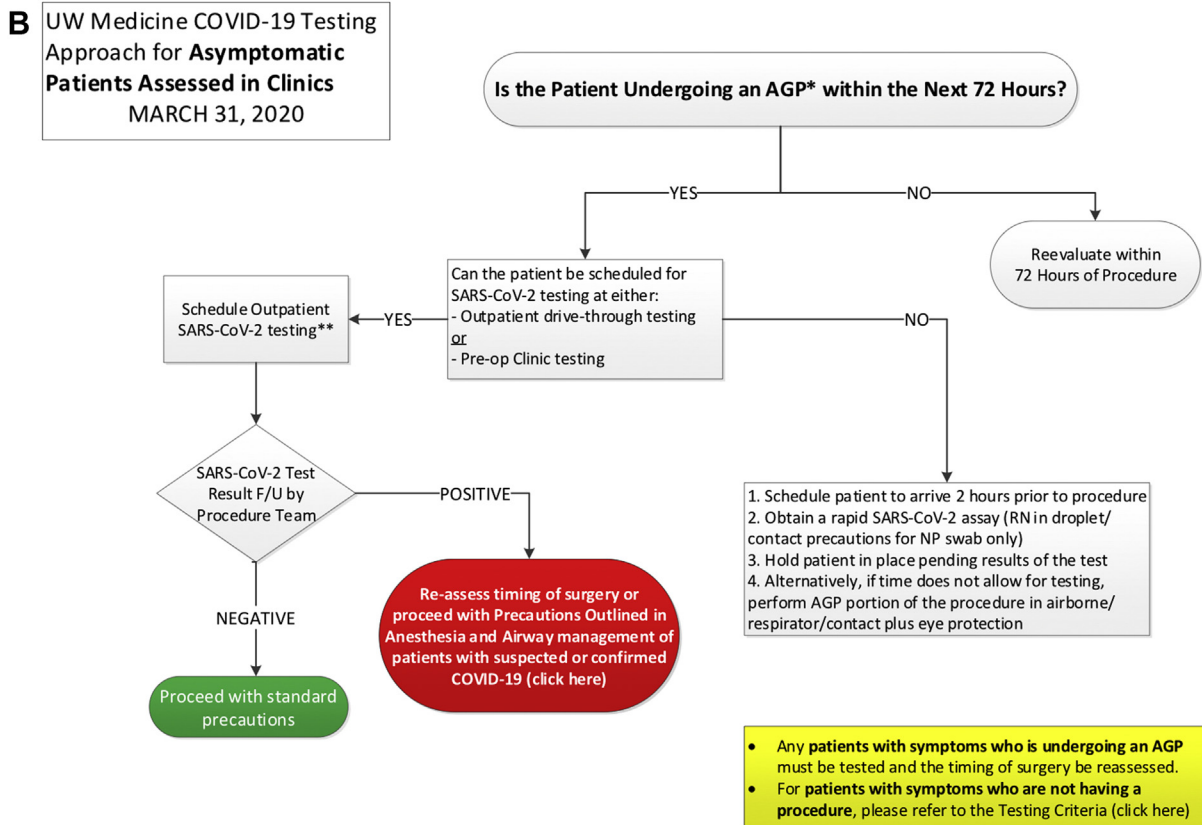 B
UW Medicine COVID-19 Testing
Approach for Asymptomatic
Patients Assessed in Clinics
MARCH 31, 2020
Is the Patient Undergoing an AGP* within the Next 72 Hours?
YES
NO
Reevaluate within
72 Hours of Procedure
Can the patient be scheduled for
SARS-CoV-2 testing at either:
- Outpatient drive-through testing
or
- Pre-op Clinic testing
YES
NO
Schedule Outpatient
SARS-CoV-2 testing**
SARS-CoV-2 Test
Result F/U by
Procedure Team
POSITIVE
NEGATIVE
Re-assess timing of surgery or
proceed with Precautions Outlined in
Anesthesia and Airway management of
patients with suspected or confirmed
COVID-19 (click here)
Proceed with standard
precautions
1. Schedule patient to arrive 2 hours prior to procedure
2. Obtain a rapid SARS-CoV-2 assay (RN in droplet/
contact precautions for NP swab only)
3. Hold patient in place pending results of the test
4. Alternatively, if time does not allow for testing,
perform AGP portion of the procedure in airborne/
respirator/contact plus eye protection
• Any patients with symptoms who is undergoing an AGP
must be tested and the timing of surgery be reassessed.
• For patients with symptoms who are not having a
procedure, please refer to the Testing Criteria (click here)